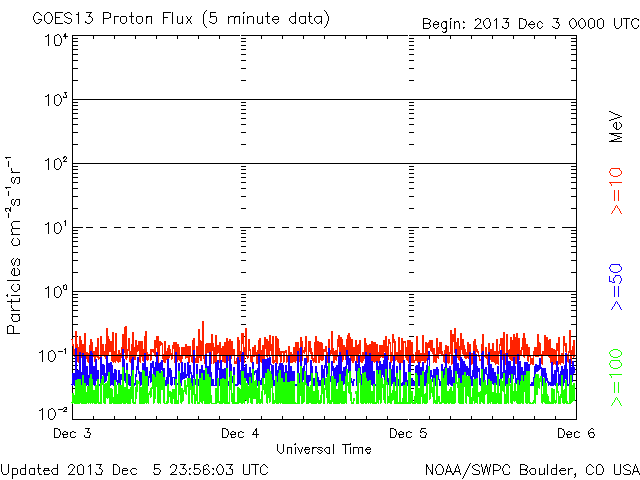 GOES13 Proton Flux (5 minute data)
Begin: 2013 Dec 3 0000 UTC
Particles cm⁻²s⁻¹sr⁻¹
10⁴
10³
10²
10¹
10⁰
10⁻¹
10⁻²
MeV
>=10
>=50
>=100
Dec 3
Dec 4
Dec 5
Dec 6
Universal Time
Updated 2013 Dec 5 23:56:03 UTC
NOAA/SWPC Boulder, CO USA